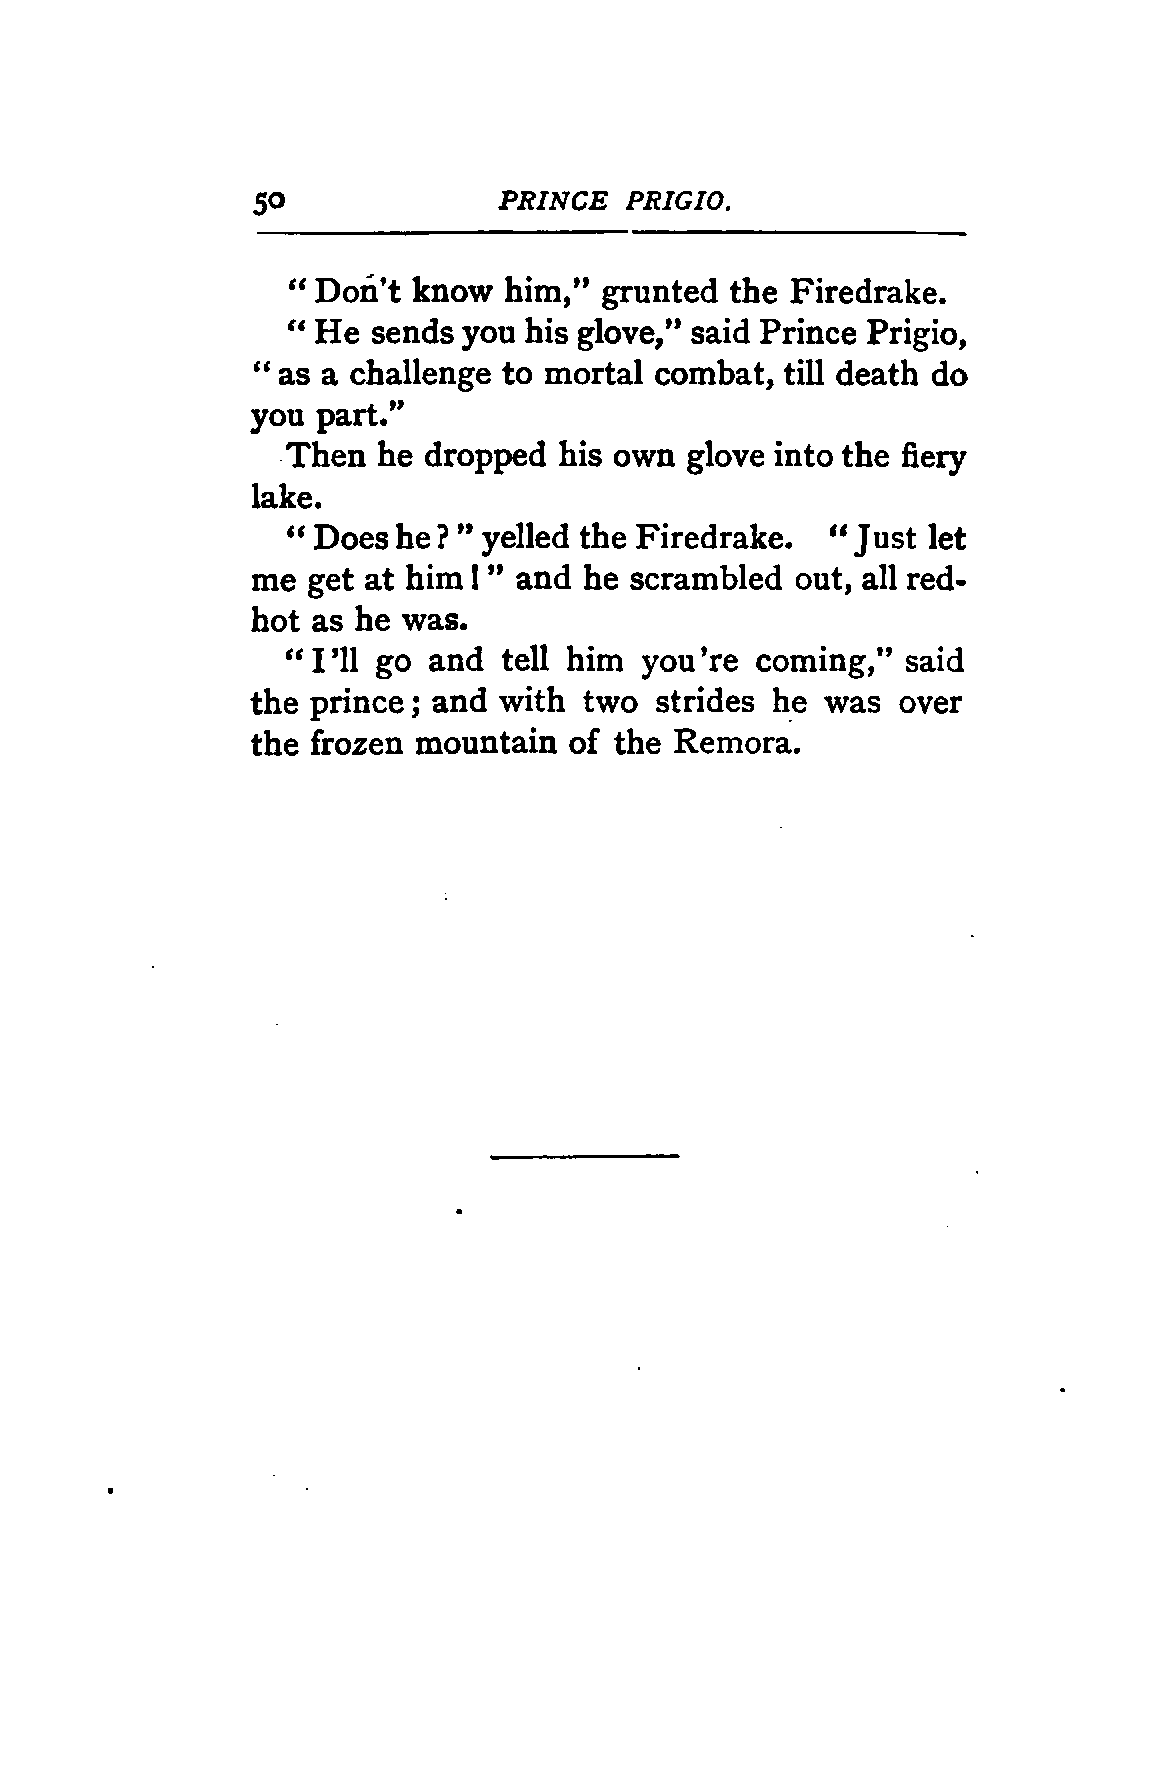 50 PRINCE PRIGIO.
“ Don't know him,” grunted the Firedrake.
“ He sends you his glove,” said Prince Prigio,
“ as a challenge to mortal combat, till death do
you part.”
Then he dropped his own glove into the fiery
lake.
“ Does he ? ” yelled the Firedrake. “ Just let
me get at him ! ” and he scrambled out, all red-
hot as he was.
“ I 'll go and tell him you 're coming,” said
the prince ; and with two strides he was over
the frozen mountain of the Remora.